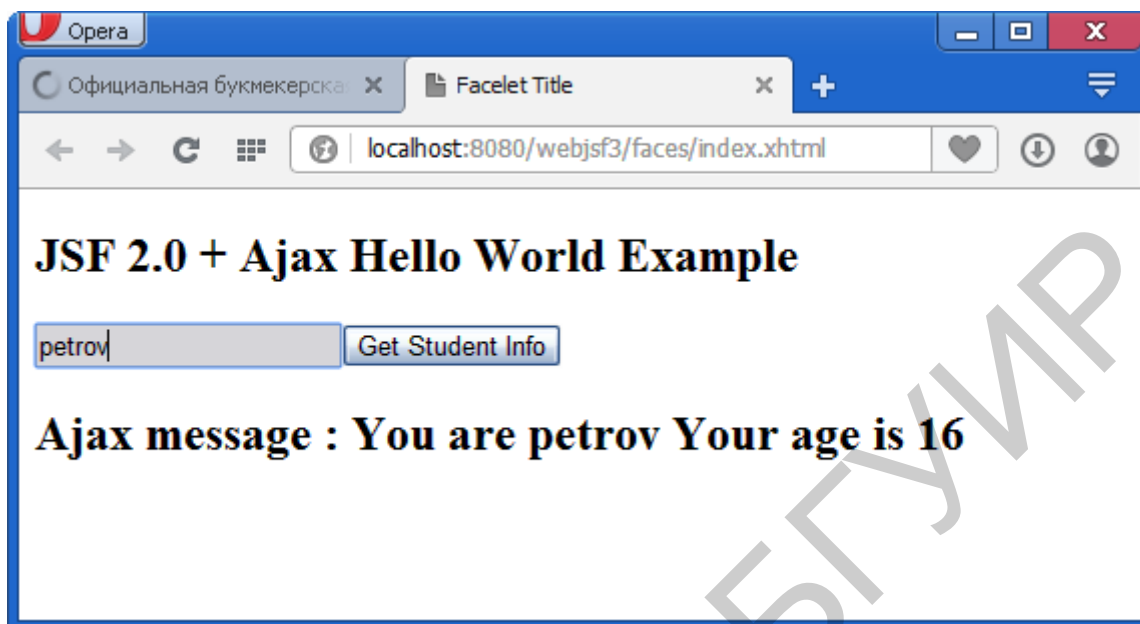 Opera
Официальная букмекерска
Facelet Title
localhost:8080/webjsf3/faces/index.xhtml
JSF 2.0 + Ajax Hello World Example
petrov
Get Student Info
Ajax message : You are petrov Your age is 16
БГУИР